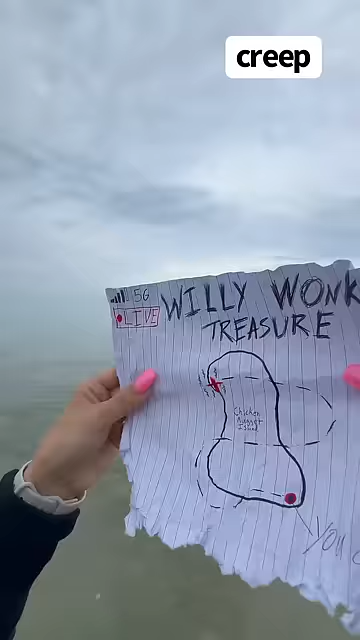 creep
5G
LIVE
WILLY WONK
TREASURE
Chicken
Nugget
Island
YOU